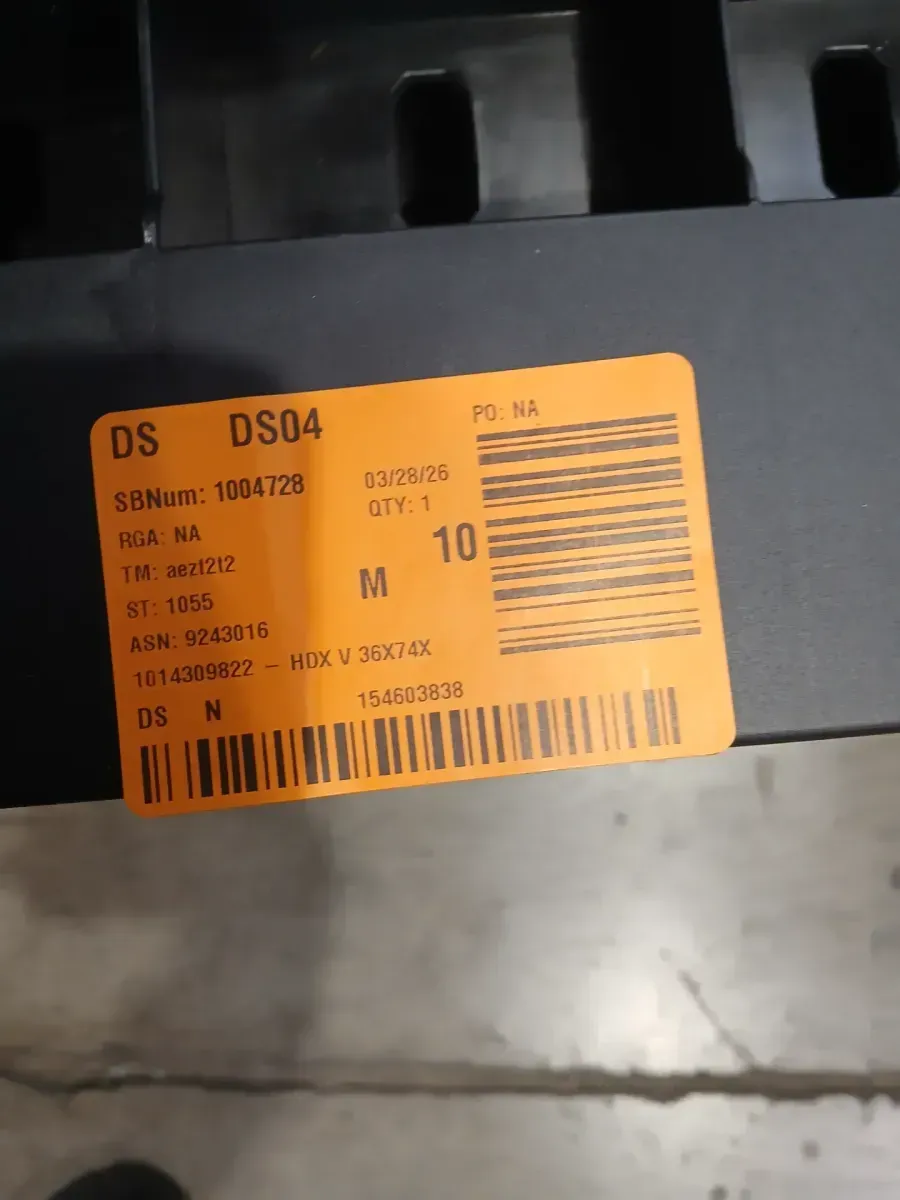 DS DS04
PO: NA
SBNum: 1004728
03/28/26
RGA: NA
QTY: 1
TM: aezf2f2
M 10
ST: 1055
ASN: 9243016
1014309822 - HDX V 36X74X
DS N 154603838